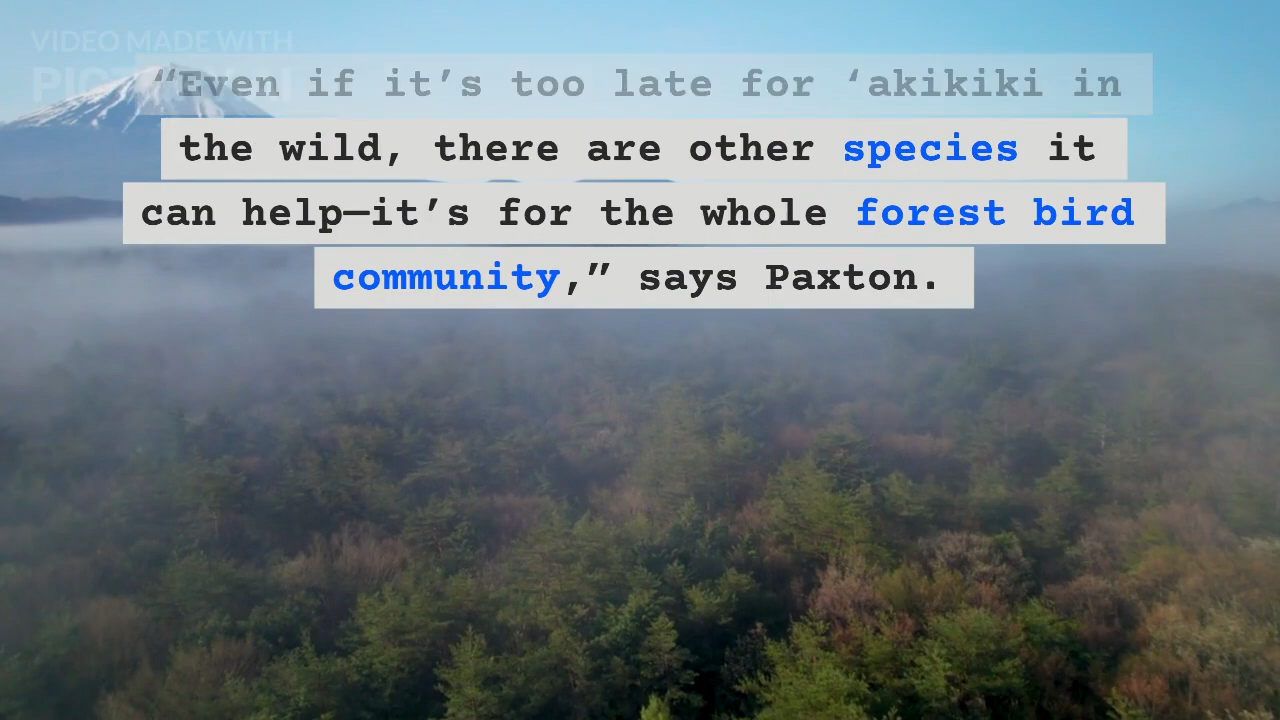 VIDEO MADE WITH
“Even if it’s too late for ‘akikiki in
the wild, there are other species it
can help—it’s for the whole forest bird
community,” says Paxton.